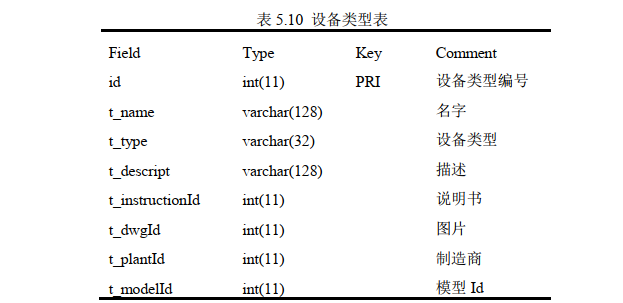 表 5.10 设备类型表
Field Type Key Comment
id int(11) PRI 设备类型编号
t_name varchar(128) 名字
t_type varchar(32) 设备类型
t_descript varchar(128) 描述
t_instructionId int(11) 说明书
t_dwgId int(11) 图片
t_plantId int(11) 制造商
t_modelId int(11) 模型 Id